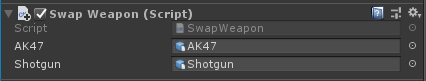 Swap Weapon (Script)
Script SwapWeapon
AK47 AK47
Shotgun Shotgun